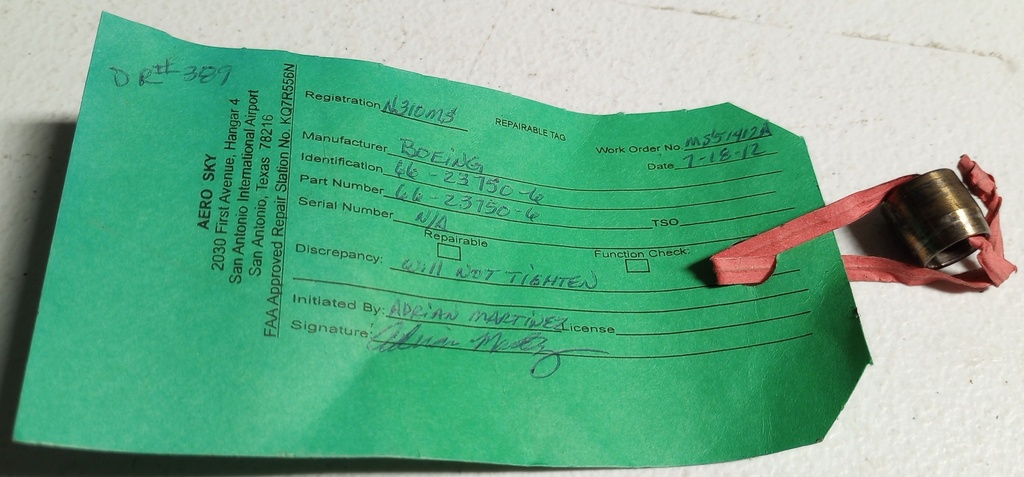 DR# 389
AERO SKY
2030 First Avenue, Hangar 4
San Antonio International Airport
San Antonio, Texas 78216
FAA Approved Repair Station No. KQ7R556N
REPAIRABLE TAG
Registration N310MS
Work Order No. MS51412A
Date 7-18-12
Manufacturer BOEING
Identification 66-23750-6
Part Number 66-23750-6
TSO
Serial Number N/A
Repairable
Function Check:
Discrepancy: WILL NOT TIGHTEN
Initiated By: ADRIAN MARTINEZ License
Signature: